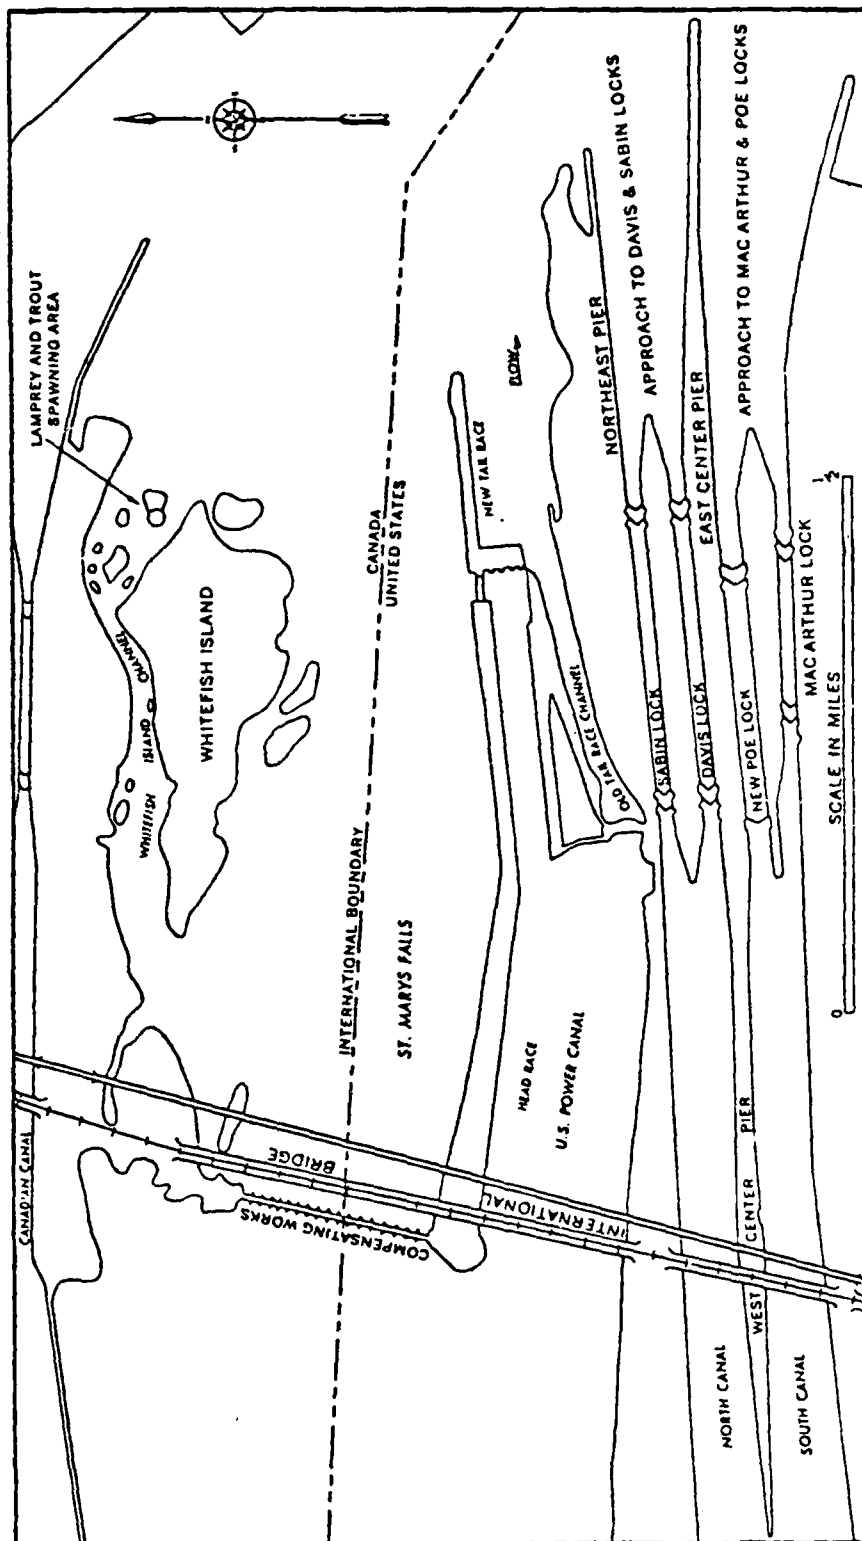 LAMPREY AND TROUT
SPAWNING AREA
CANAD'AN CANAL
WHITEFISH
ISLAND
CHANNEL
WHITEFISH ISLAND
INTERNATIONAL BOUNDARY
CANADA
UNITED STATES
ST. MARYS FALLS
COMPENSATING WORKS
INTERNATIONAL
BRIDGE
NEW TAIL RACE
FLOW
HEAD RACE
U.S. POWER CANAL
OLD TAIL RACE CHANNEL
NORTHEAST PIER
APPROACH TO DAVIS & SABIN LOCKS
SABIN LOCK
DAVIS LOCK
EAST CENTER PIER
APPROACH TO MAC ARTHUR & POE LOCKS
NORTH CANAL
WEST
CENTER
PIER
NEW POE LOCK
MAC ARTHUR LOCK
SOUTH CANAL
SCALE IN MILES
0
1/2